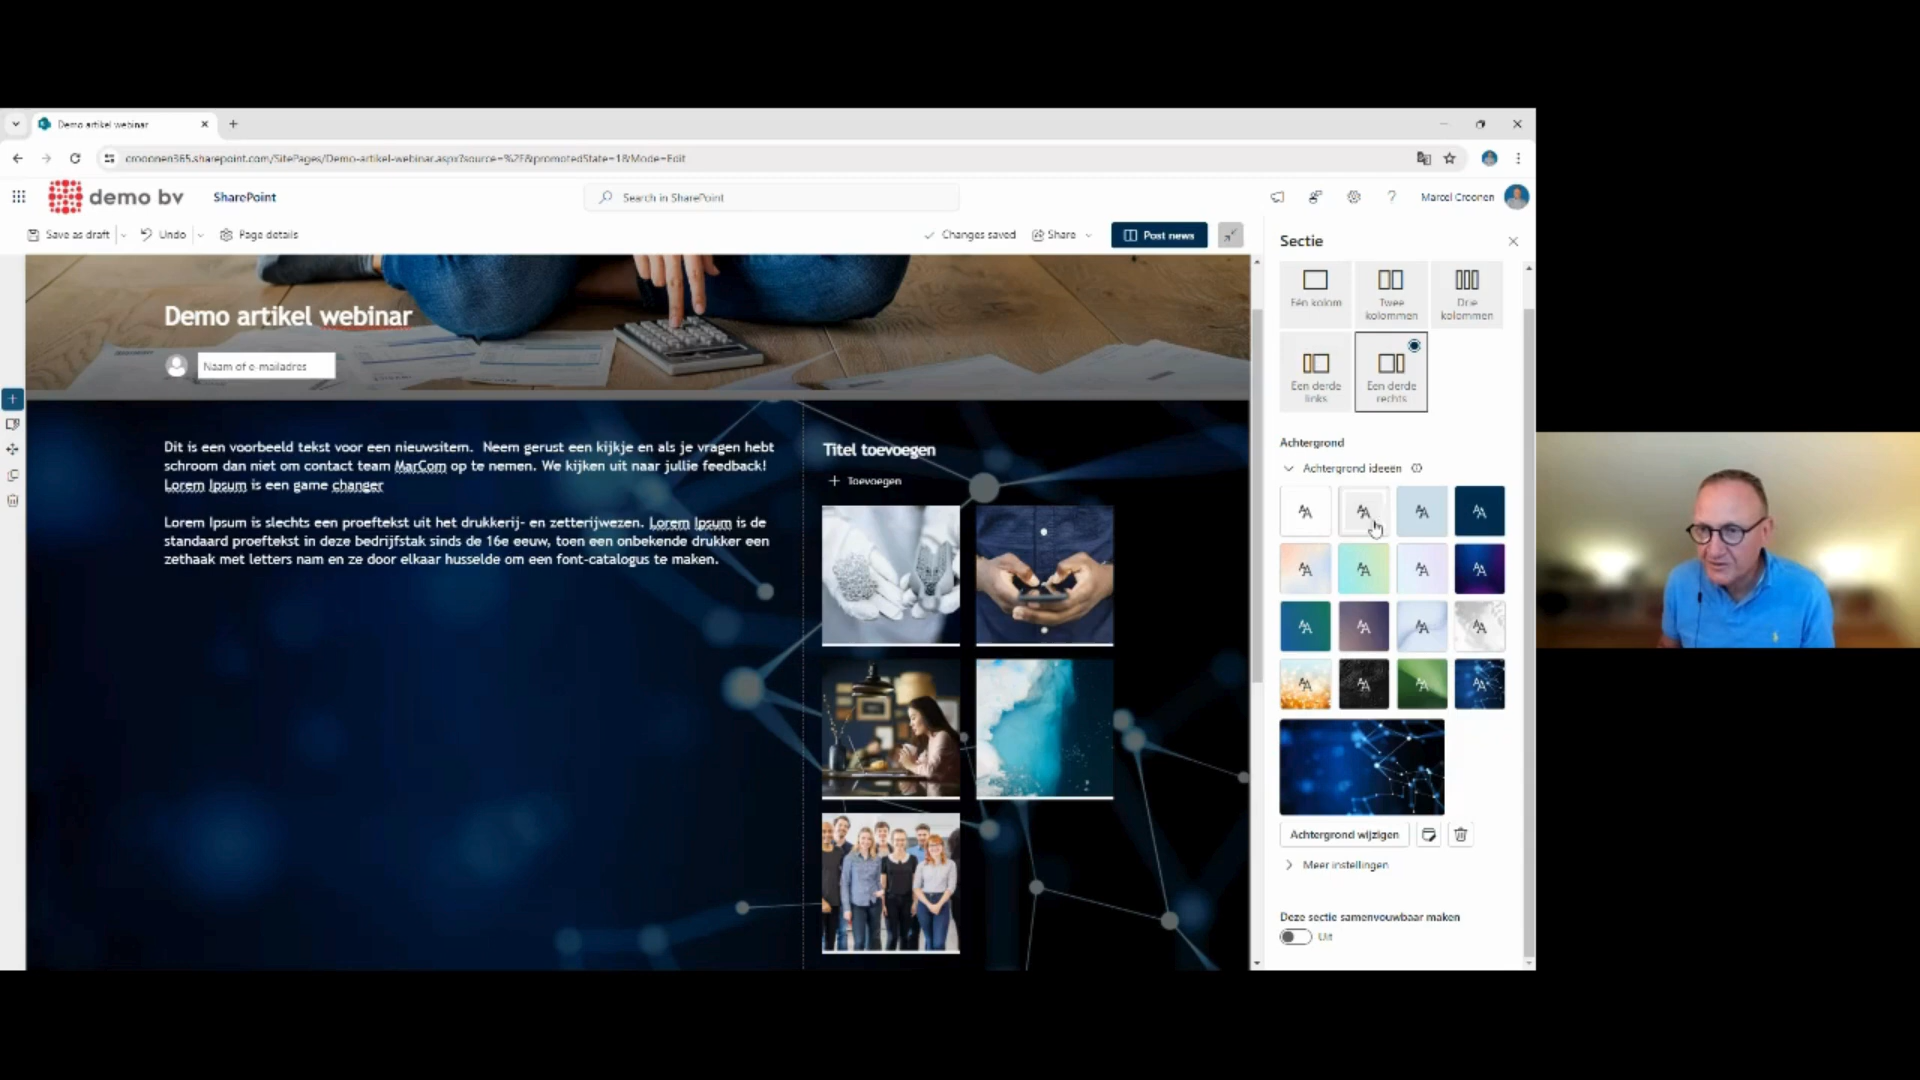 Demo artikel webinar
crooonen365.sharepoint.com/SitePages/Demo-artikel-webinar.aspx?source=%2F&promotedState=1&Mode=Edit
demo bv
SharePoint
Search in SharePoint
Marcel Croonen
Save as draft
Undo
Page details
Changes saved
Share
Post news
Demo artikel webinar
Naam of e-mailadres
Dit is een voorbeeld tekst voor een nieuwsitem. Neem gerust een kijkje en als je vragen hebt
schroom dan niet om contact team MarCom op te nemen. We kijken uit naar jullie feedback!
Lorem Ipsum is een game changer
Lorem Ipsum is slechts een proeftekst uit het drukkerij- en zetterijwezen. Lorem Ipsum is de
standaard proeftekst in deze bedrijfstak sinds de 16e eeuw, toen een onbekende drukker een
zethaak met letters nam en ze door elkaar husselde om een font-catalogus te maken.
Titel toevoegen
Toevoegen
Sectie
Eén kolom
Twee
kolommen
Drie
kolommen
Een derde
links
Een derde
rechts
Achtergrond
Achtergrond ideeën
Achtergrond wijzigen
Meer instellingen
Deze sectie samenvouwbaar maken
Uit